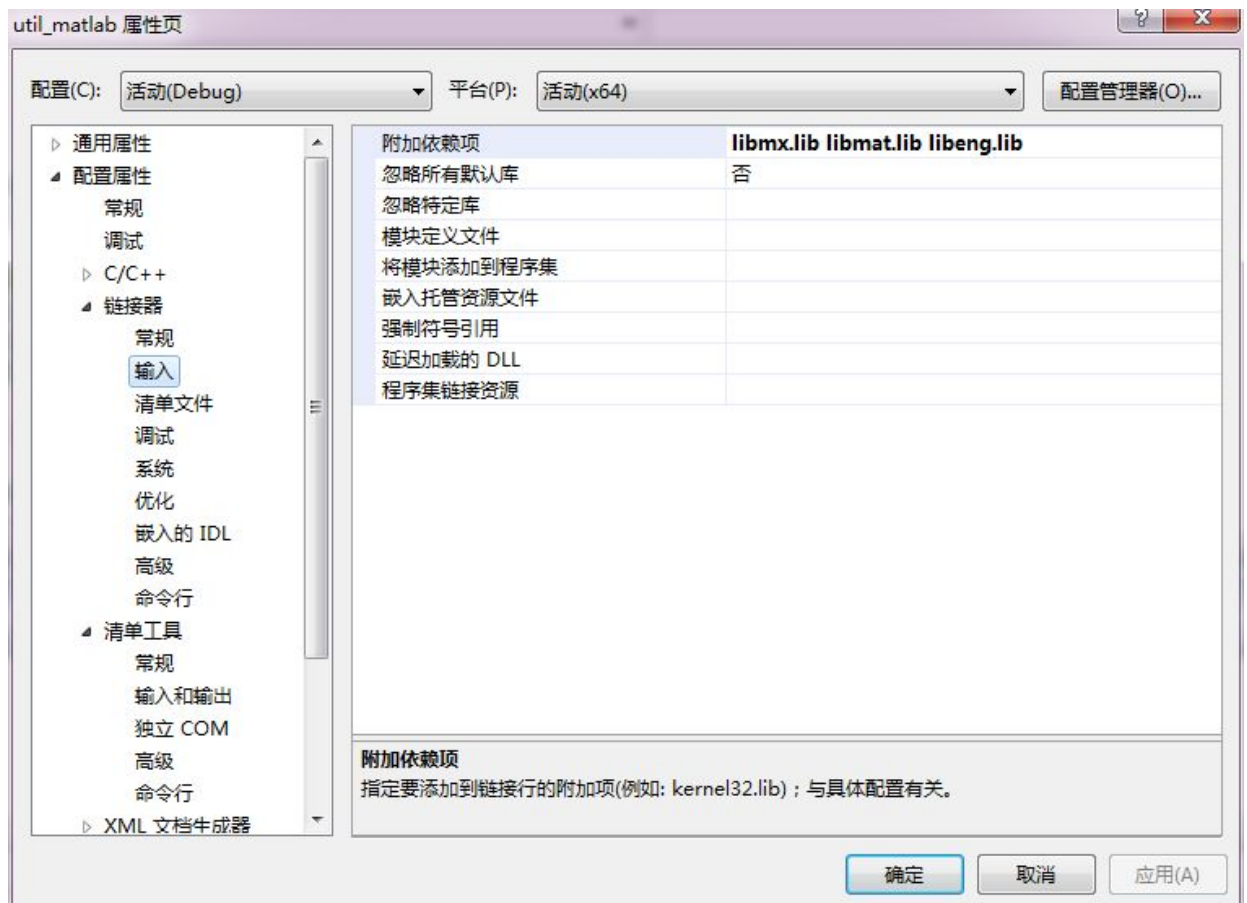 util_matlab 属性页
配置(C): 活动(Debug) 平台(P): 活动(x64) 配置管理器(O)...
通用属性
配置属性
常规
调试
C/C++
链接器
常规
输入
清单文件
调试
系统
优化
嵌入的 IDL
高级
命令行
清单工具
常规
输入和输出
独立 COM
高级
命令行
XML 文档生成器
附加依赖项 libmx.lib libmat.lib libeng.lib
忽略所有默认库 否
忽略特定库
模块定义文件
将模块添加到程序集
嵌入托管资源文件
强制符号引用
延迟加载的 DLL
程序集链接资源
附加依赖项
指定要添加到链接行的附加项(例如: kernel32.lib)；与具体配置有关。
确定 取消 应用(A)